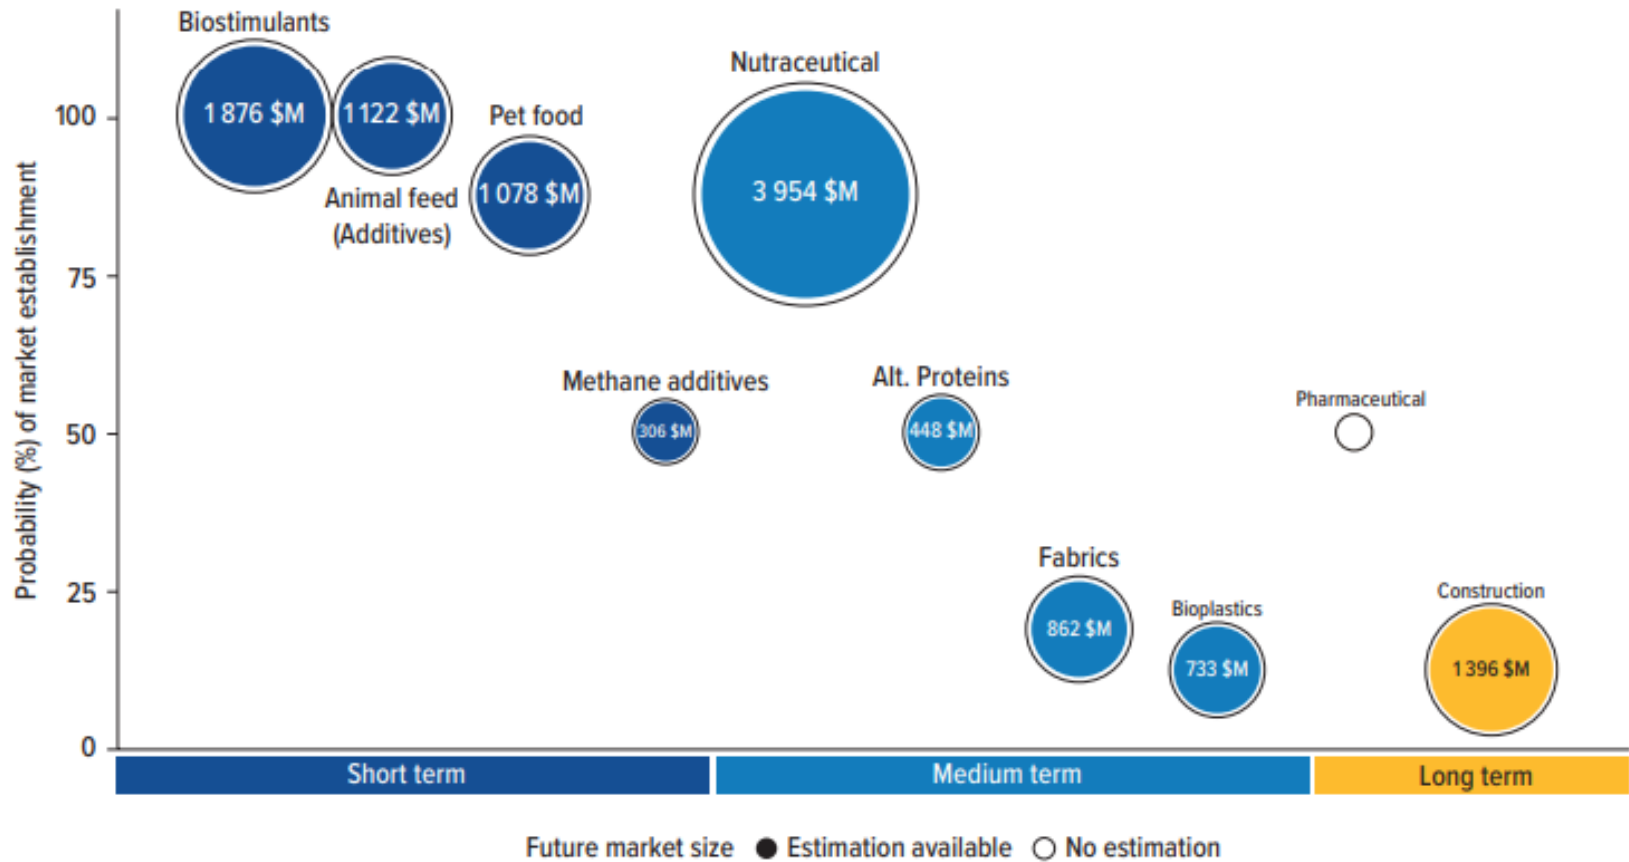 Biostimulants
Nutraceutical
1 876 $M
1 122 $M
Pet food
100
Animal feed
(Additives)
1 078 $M
3 954 $M
Probability (%) of market establishment
75
Methane additives
Alt. Proteins
Pharmaceutical
50
306 $M
448 $M
Fabrics
25
Bioplastics
Construction
862 $M
733 $M
1 396 $M
0
Short term
Medium term
Long term
Future market size
Estimation available
No estimation